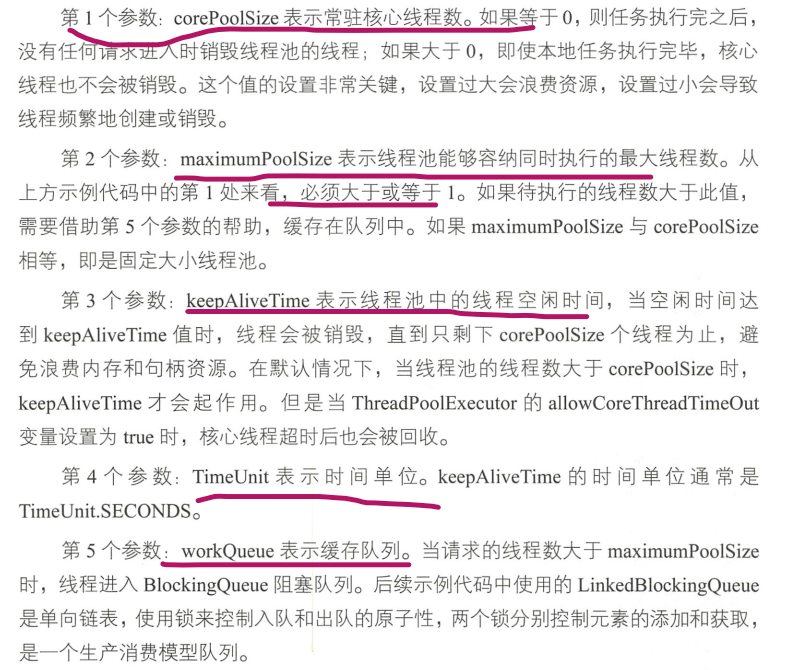 第 1 个参数：corePoolSize 表示常驻核心线程数。如果等于 0，则任务执行完之后，
没有任何请求进入时销毁线程池的线程；如果大于 0，即使本地任务执行完毕，核心
线程也不会被销毁。这个值的设置非常关键，设置过大会浪费资源，设置过小会导致
线程频繁地创建或销毁。
第 2 个参数：maximumPoolSize 表示线程池能够容纳同时执行的最大线程数。从
上方示例代码中的第 1 处来看，必须大于或等于 1。如果待执行的线程数大于此值，
需要借助第 5 个参数的帮助，缓存在队列中。如果 maximumPoolSize 与 corePoolSize
相等，即是固定大小线程池。
第 3 个参数：keepAliveTime 表示线程池中的线程空闲时间，当空闲时间达
到 keepAliveTime 值时，线程会被销毁，直到只剩下 corePoolSize 个线程为止，避
免浪费内存和句柄资源。在默认情况下，当线程池的线程数大于 corePoolSize 时，
keepAliveTime 才会起作用。但是当 ThreadPoolExecutor 的 allowCoreThreadTimeOut
变量设置为 true 时，核心线程超时后也会被回收。
第 4 个参数：TimeUnit 表示时间单位。keepAliveTime 的时间单位通常是
TimeUnit.SECONDS。
第 5 个参数：workQueue 表示缓存队列。当请求的线程数大于 maximumPoolSize
时，线程进入 BlockingQueue 阻塞队列。后续示例代码中使用的 LinkedBlockingQueue
是单向链表，使用锁来控制入队和出队的原子性，两个锁分别控制元素的添加和获取，
是一个生产消费模型队列。